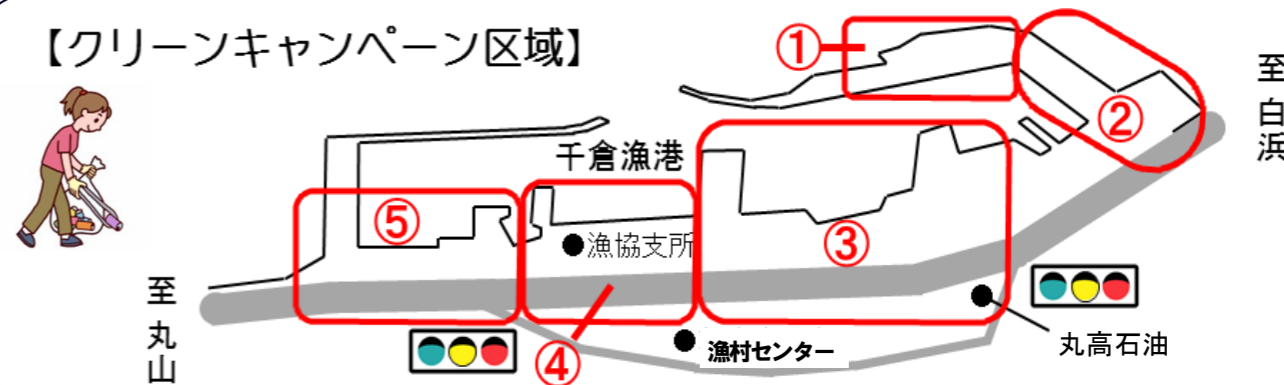 【クリーンキャンペーン区域】
①
②
至白浜
千倉漁港
⑤
漁協支所
③
至丸山
④
漁村センター
丸高石油